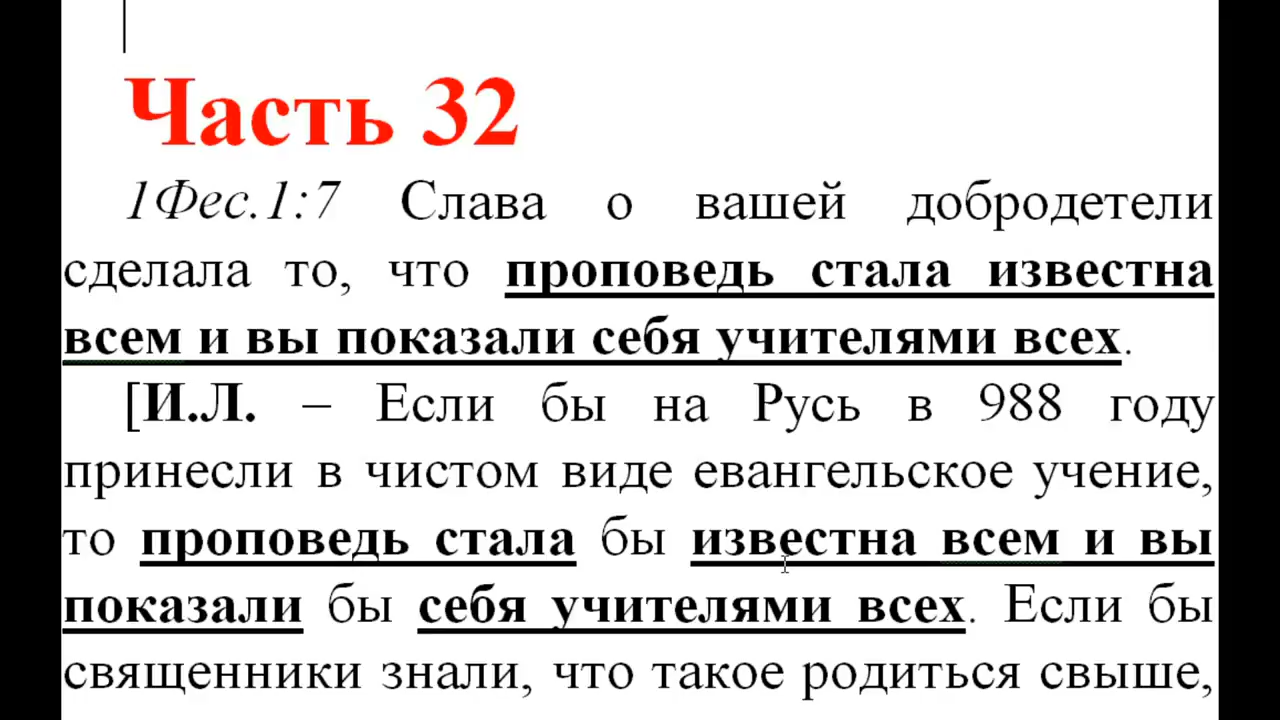 Часть 32
1Фес.1:7 Слава о вашей добродетели
сделала то, что проповедь стала известна
всем и вы показали себя учителями всех.
[И.Л. – Если бы на Русь в 988 году
принесли в чистом виде евангельское учение,
то проповедь стала бы известна всем и вы
показали бы себя учителями всех. Если бы
священники знали, что такое родиться свыше,